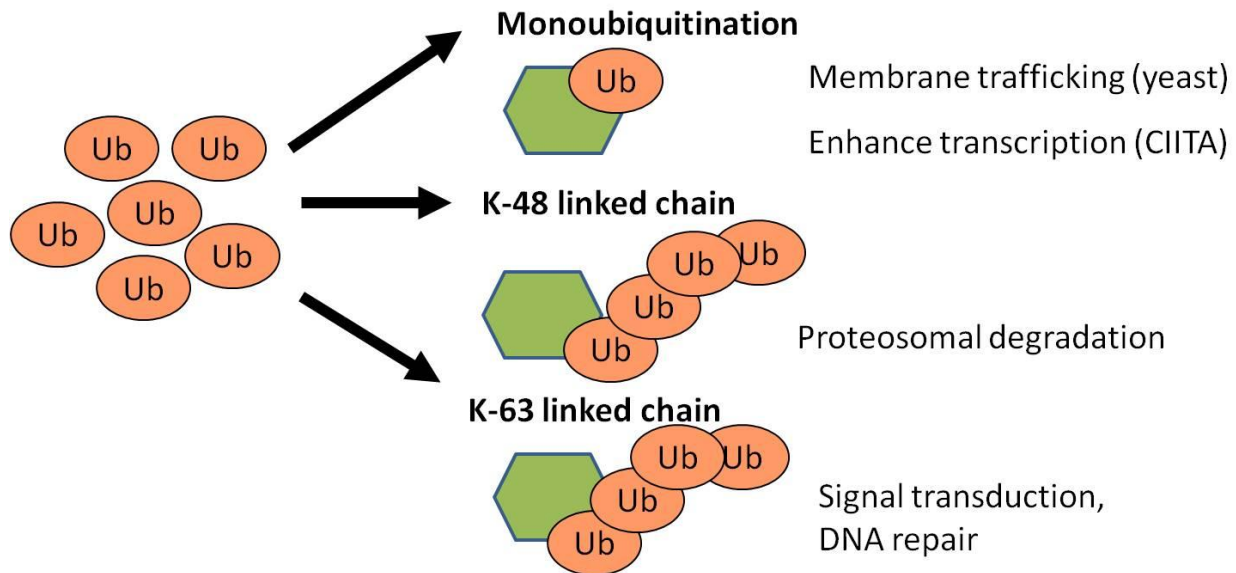 Monoubiquitination
Ub
Membrane trafficking (yeast)
Enhance transcription (CIITA)
Ub
Ub
Ub
Ub
Ub
Ub
K-48 linked chain
Ub
Ub
Ub
Ub
Proteosomal degradation
K-63 linked chain
Ub
Ub
Ub
Ub
Signal transduction,
DNA repair